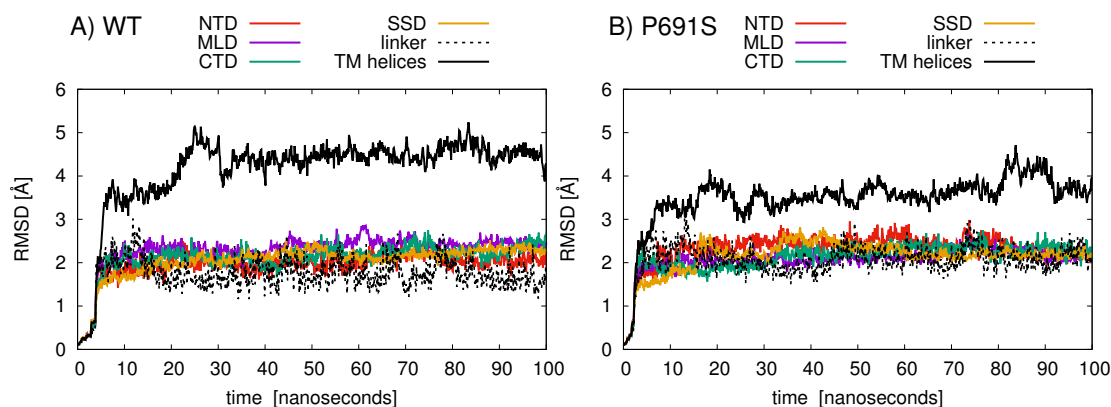 A) WT
NTD
MLD
CTD
SSD
linker
TM helices
RMSD [Å]
6
5
4
3
2
1
0
0 10 20 30 40 50 60 70 80 90 100
time [nanoseconds]
B) P691S
NTD
MLD
CTD
SSD
linker
TM helices
RMSD [Å]
6
5
4
3
2
1
0
0 10 20 30 40 50 60 70 80 90 100
time [nanoseconds]